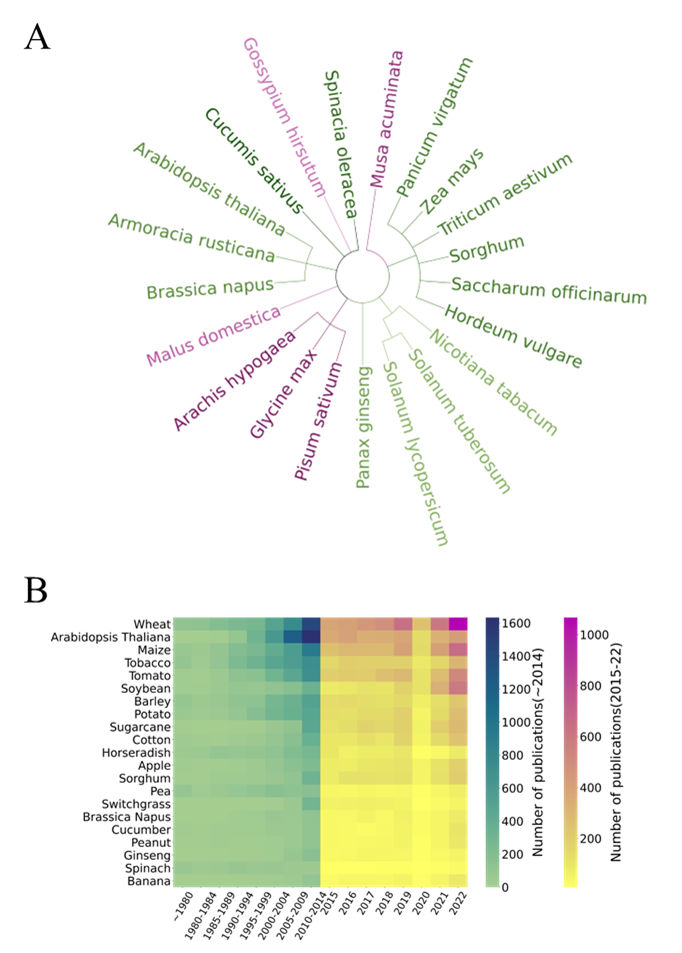 A
Gossypium hirsutum
Spinacia oleracea
Musa acuminata
Panicum virgatum
Cucumis sativus
Zea mays
Arabidopsis thaliana
Triticum aestivum
Armoracia rusticana
Sorghum
Brassica napus
Saccharum officinarum
Malus domestica
Hordeum vulgare
Arachis hypogaea
Nicotiana tabacum
Glycine max
Solanum tuberosum
Pisum sativum
Panax ginseng
Solanum lycopersicum
B
Wheat
Arabidopsis Thaliana
Maize
Tobacco
Tomato
Soybean
Barley
Potato
Sugarcane
Cotton
Horseradish
Apple
Sorghum
Pea
Switchgrass
Brassica Napus
Cucumber
Peanut
Ginseng
Spinach
Banana
~1980
1980-1984
1985-1989
1990-1994
1995-1999
2000-2004
2005-2009
2010-2014
2015
2016
2017
2018
2019
2020
2021
2022
1600
1400
1200
1000
800
600
400
200
0
Number of publications(~2014)
1000
800
600
400
200
Number of publications(2015-22)